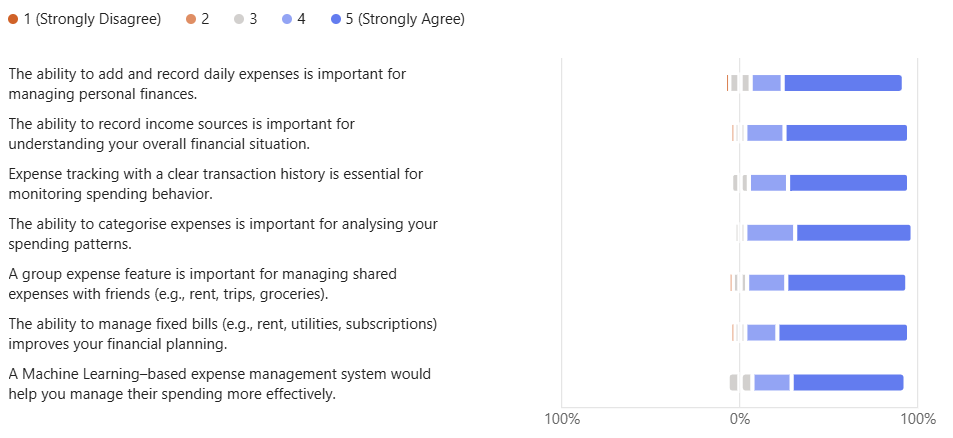 1 (Strongly Disagree) 2 3 4 5 (Strongly Agree)
The ability to add and record daily expenses is important for
managing personal finances.
The ability to record income sources is important for
understanding your overall financial situation.
Expense tracking with a clear transaction history is essential for
monitoring spending behavior.
The ability to categorise expenses is important for analysing your
spending patterns.
A group expense feature is important for managing shared
expenses with friends (e.g., rent, trips, groceries).
The ability to manage fixed bills (e.g., rent, utilities, subscriptions)
improves your financial planning.
A Machine Learning–based expense management system would
help you manage their spending more effectively.
100% 0% 100%